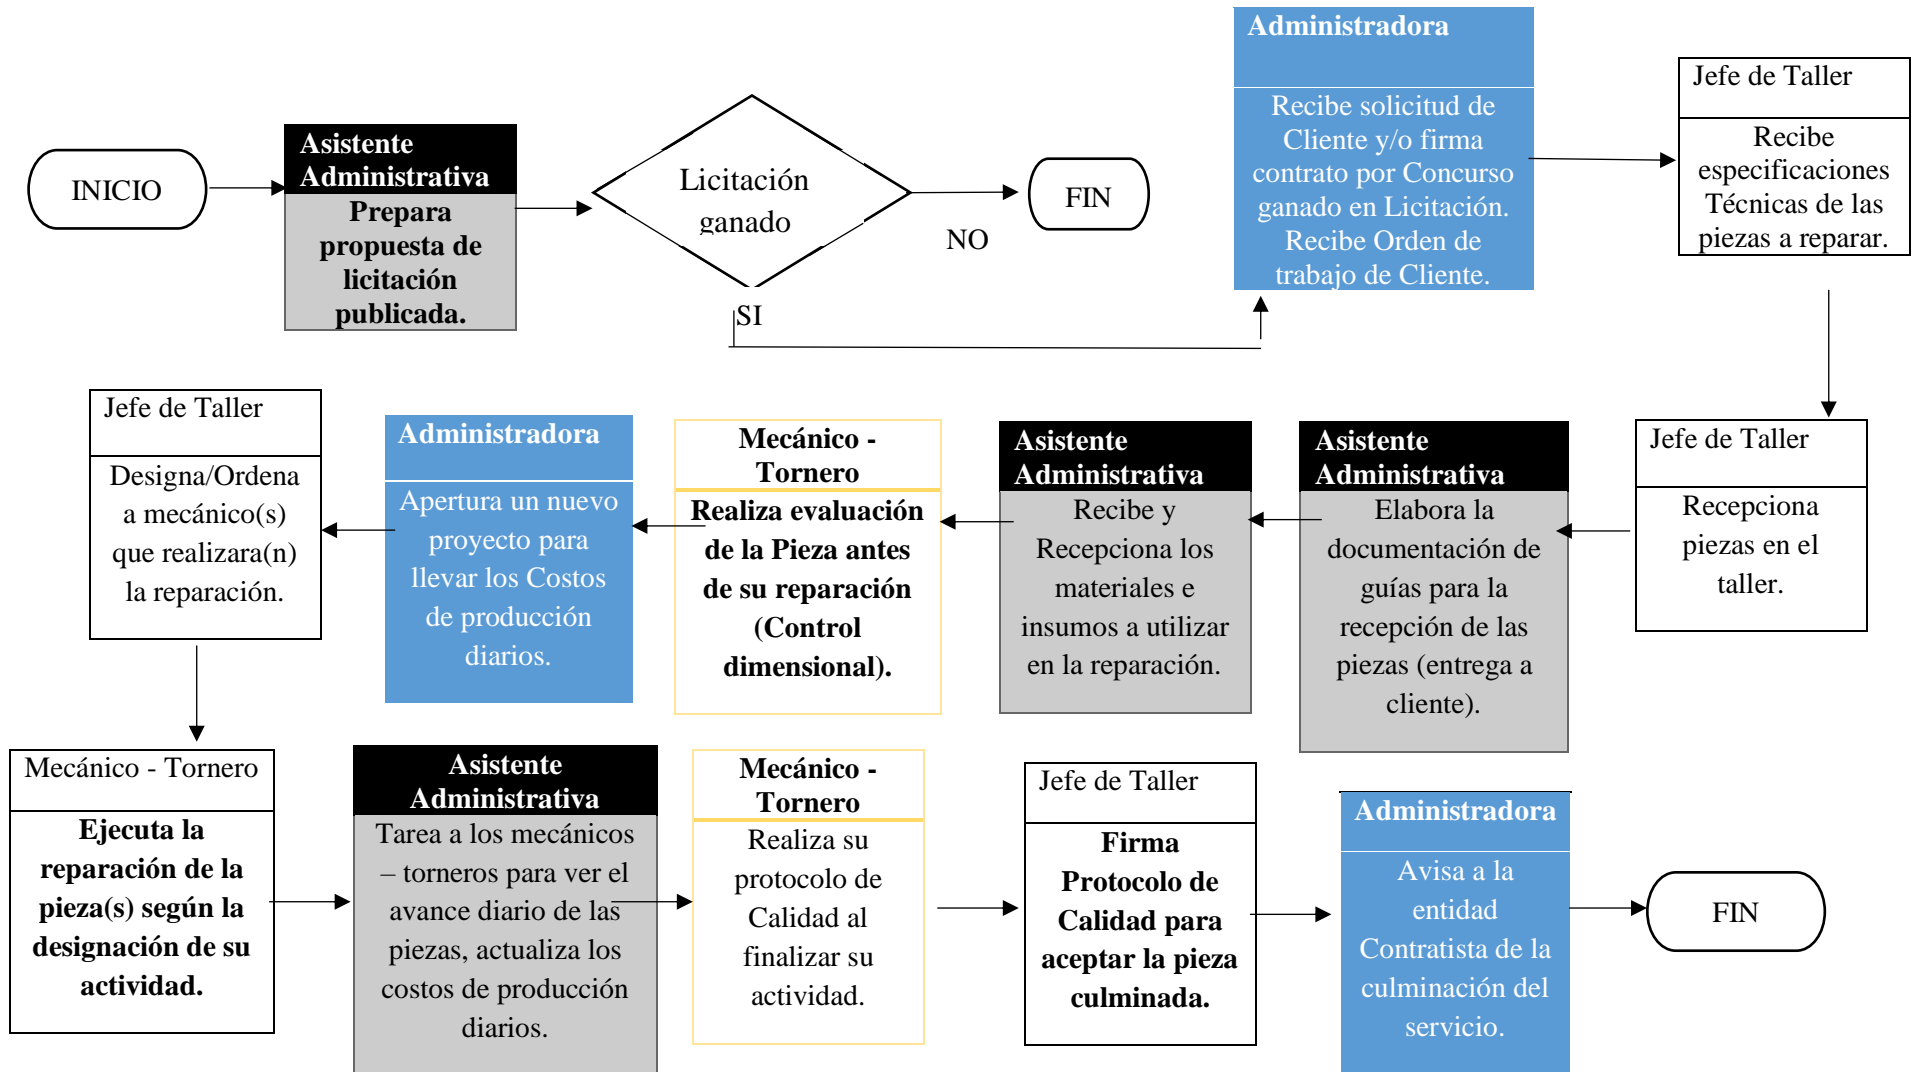 INICIO
Asistente
Administrativa
Prepara
propuesta de
licitación
publicada.
Licitación
ganado
NO
SI
FIN
Administradora
Recibe solicitud de
Cliente y/o firma
contrato por Concurso
ganado en Licitación.
Recibe Orden de
trabajo de Cliente.
Jefe de Taller
Recibe
especificaciones
Técnicas de las
piezas a reparar.
Jefe de Taller
Recepciona
piezas en el
taller.
Asistente
Administrativa
Elabora la
documentación de
guías para la
recepción de las
piezas (entrega a
cliente).
Asistente
Administrativa
Recibe y
Recepciona los
materiales e
insumos a utilizar
en la reparación.
Mecánico -
Tornero
Realiza evaluación
de la Pieza antes
de su reparación
(Control
dimensional).
Administradora
Apertura un nuevo
proyecto para
llevar los Costos
de producción
diarios.
Jefe de Taller
Designa/Ordena
a mecánico(s)
que realizara(n)
la reparación.
Mecánico - Tornero
Ejecuta la
reparación de la
pieza(s) según la
designación de su
actividad.
Asistente
Administrativa
Tarea a los mecánicos
– torneros para ver el
avance diario de las
piezas, actualiza los
costos de producción
diarios.
Mecánico -
Tornero
Realiza su
protocolo de
Calidad al
finalizar su
actividad.
Jefe de Taller
Firma
Protocolo de
Calidad para
aceptar la pieza
culminada.
Administradora
Avisa a la
entidad
Contratista de la
culminación del
servicio.
FIN